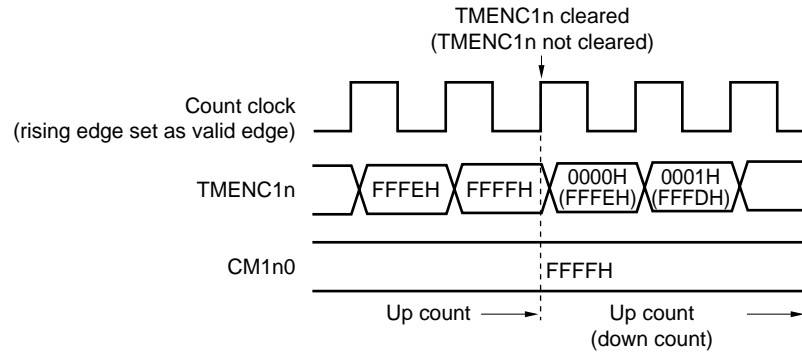 TMENC1n cleared
(TMENC1n not cleared)
Count clock
(rising edge set as valid edge)
TMENC1n
FFFEH
FFFFH
0000H
(FFFEH)
0001H
(FFFDH)
CM1n0
FFFFH
Up count
Up count
(down count)